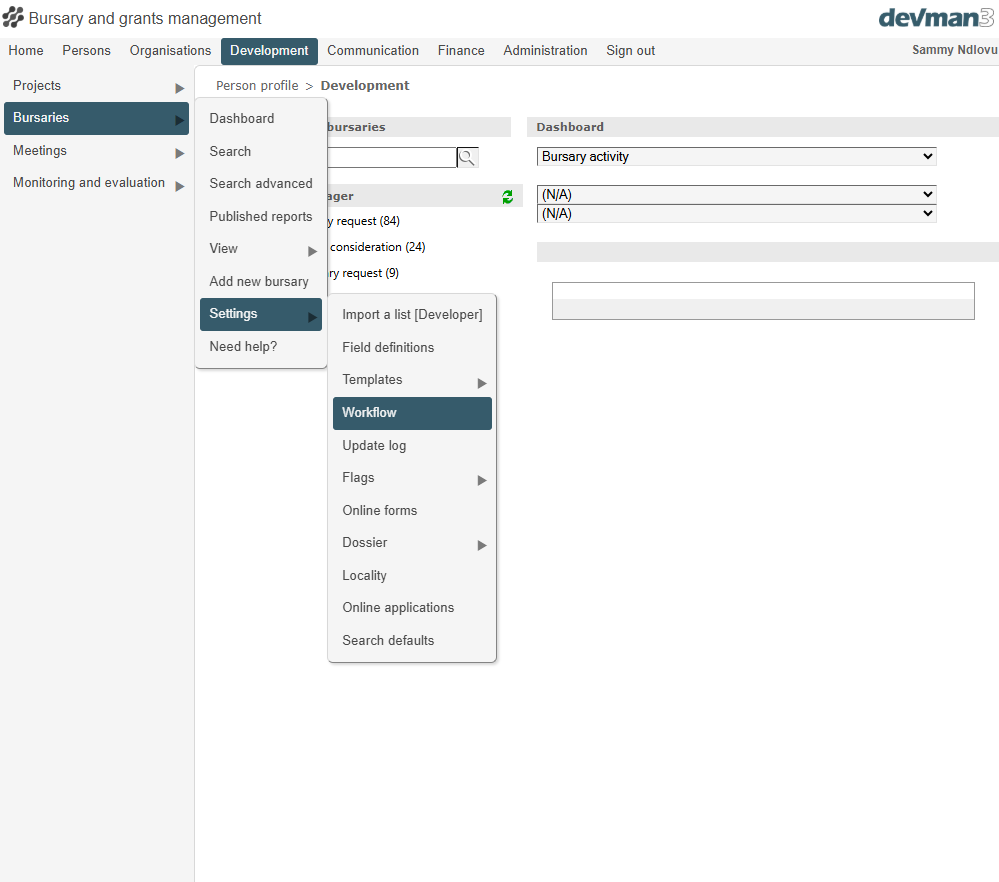 Bursary and grants management
devman3
Home Persons Organisations Development Communication Finance Administration Sign out Sammy Ndlovu
Projects
Bursaries
Meetings
Monitoring and evaluation
Person profile > Development
Dashboard
Search
Search advanced
Published reports
View
Add new bursary
Settings
Need help?
bursaries
request (84)
consideration (24)
request (9)
Import a list [Developer]
Field definitions
Templates
Workflow
Update log
Flags
Online forms
Dossier
Locality
Online applications
Search defaults
Dashboard
Bursary activity
(N/A)
(N/A)